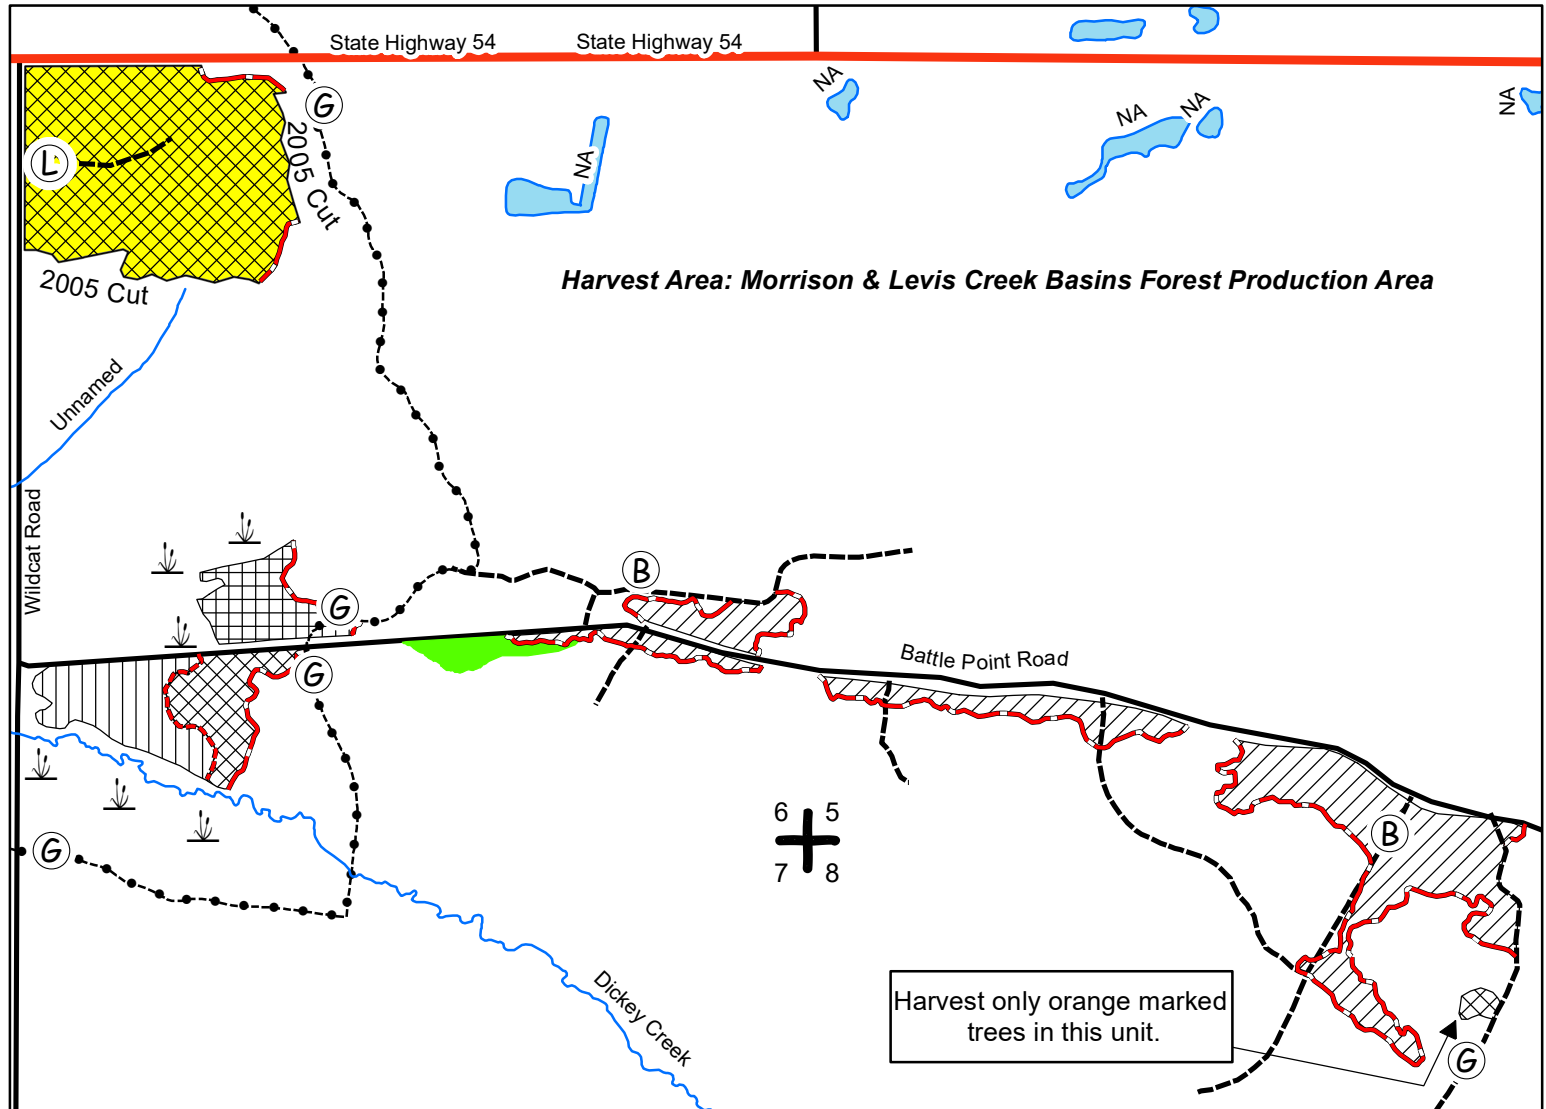 State Highway 54
State Highway 54
NA
NA
NA
NA
NA
G
2005 Cut
L
2005 Cut
Harvest Area: Morrison & Levis Creek Basins Forest Production Area
Unnamed
Wildcat Road
B
G
G
Battle Point Road
6 5
7 8
B
G
Dickey Creek
Harvest only orange marked
trees in this unit.
G